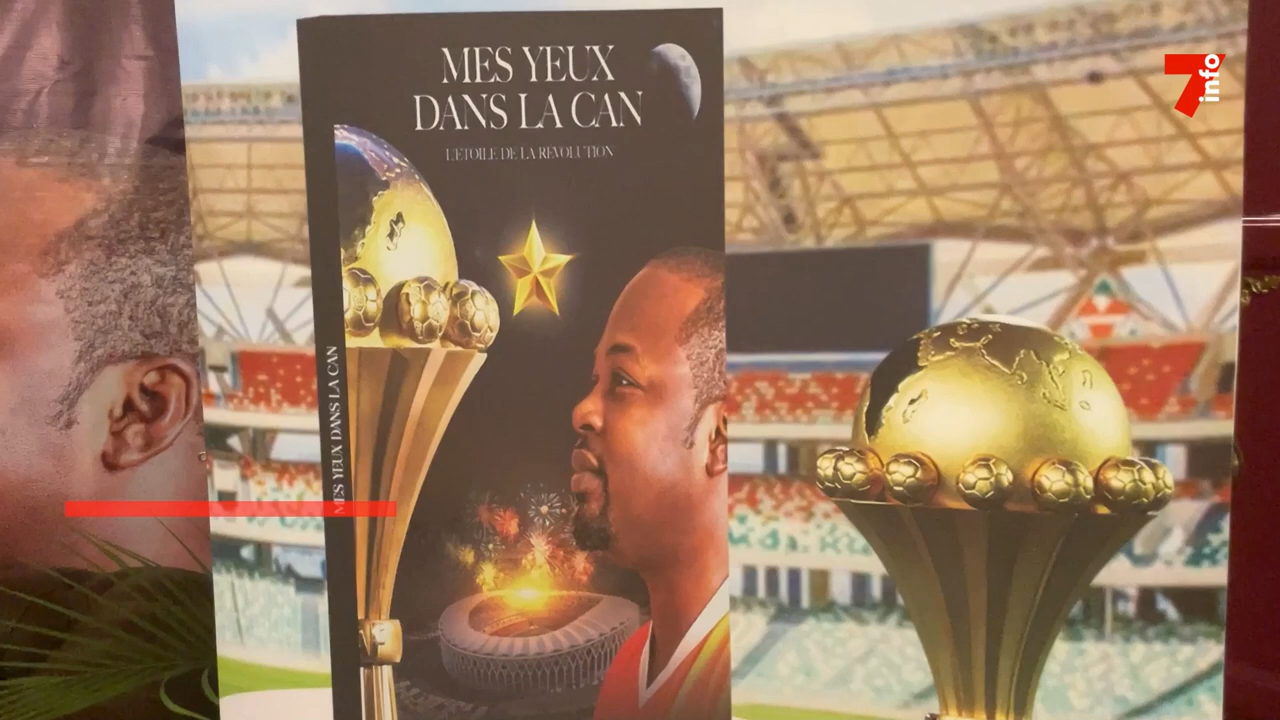 MES YEUX
DANS LA CAN
L'ETOILE DE LA REVOLUTION
MES YEUX DANS LA CAN
7info